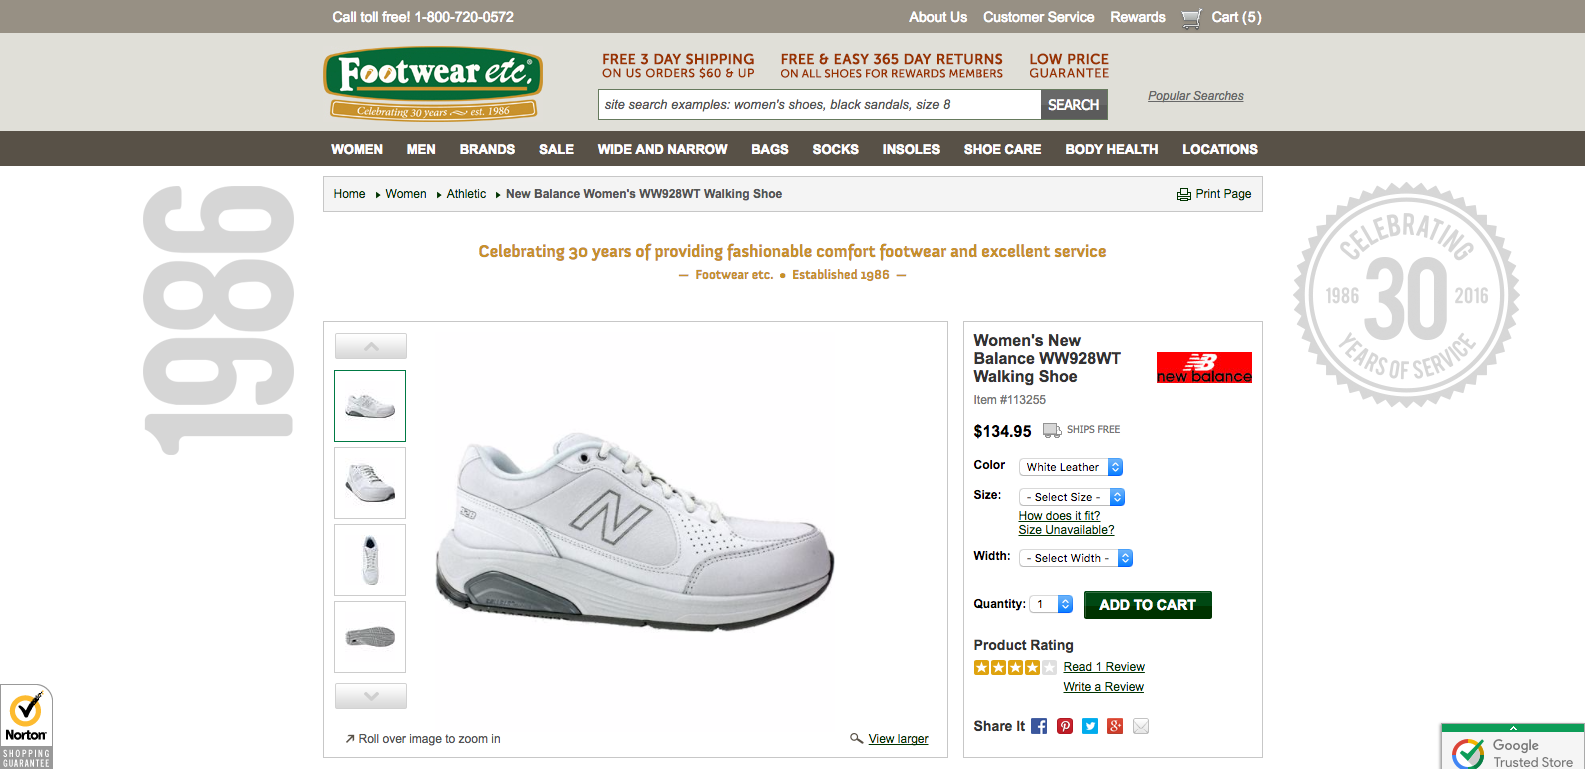 Call toll free! 1-800-720-0572
About Us Customer Service Rewards Cart (5)
Footwear etc.®
Celebrating 30 years est. 1986
FREE 3 DAY SHIPPING
ON US ORDERS $60 & UP
FREE & EASY 365 DAY RETURNS
ON ALL SHOES FOR REWARDS MEMBERS
LOW PRICE
GUARANTEE
site search examples: women's shoes, black sandals, size 8
SEARCH
Popular Searches
WOMEN MEN BRANDS SALE WIDE AND NARROW BAGS SOCKS INSOLES SHOE CARE BODY HEALTH LOCATIONS
Home Women Athletic New Balance Women's WW928WT Walking Shoe
Print Page
1986
Celebrating 30 years of providing fashionable comfort footwear and excellent service
— Footwear etc. • Established 1986 —
CELEBRATING
1986 30 2016
YEARS OF SERVICE
Women's New
Balance WW928WT
Walking Shoe
NB
new balance
Item #113255
$134.95 SHIPS FREE
Color White Leather
Size: - Select Size -
How does it fit?
Size Unavailable?
Width: - Select Width -
Quantity: 1 ADD TO CART
Product Rating
Read 1 Review
Write a Review
Share It
N
Roll over image to zoom in
View larger
Norton
SHOPPING
GUARANTEE
Google
Trusted Store